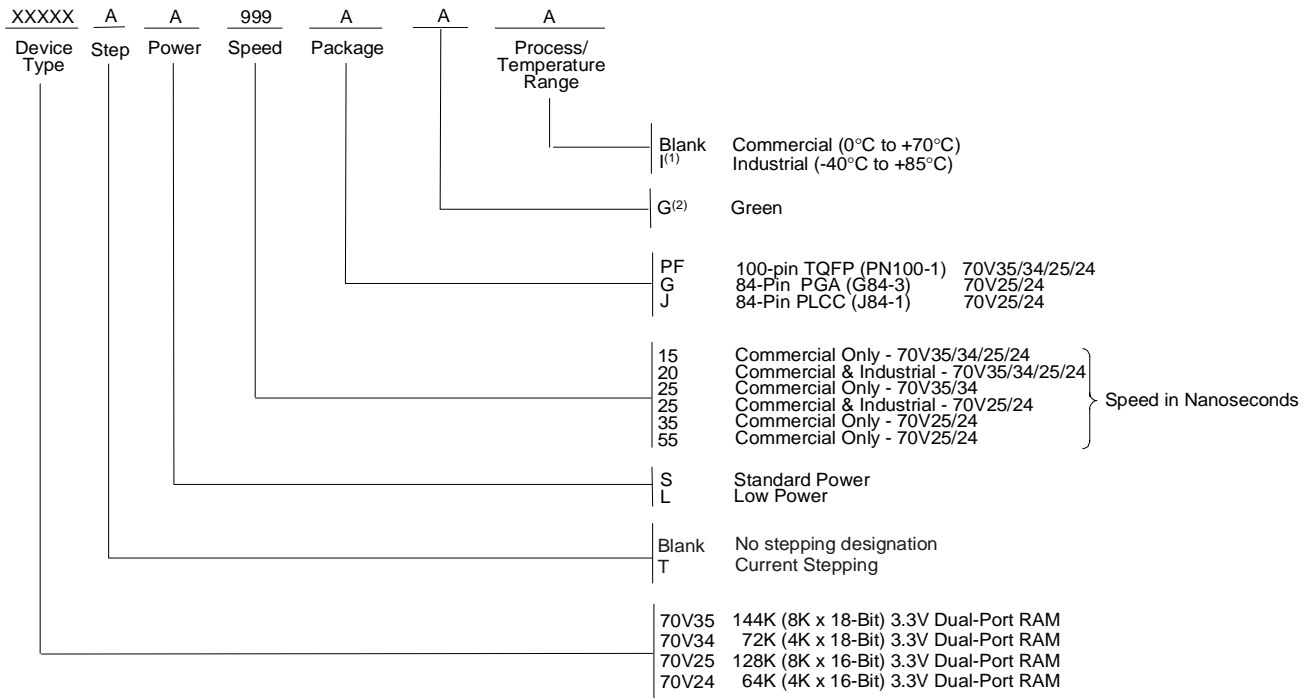 XXXXX A A 999 A A A
Device Type Step Power Speed Package Process/ Temperature Range
Blank Commercial (0°C to +70°C)
I(1) Industrial (-40°C to +85°C)
G(2) Green
PF 100-pin TQFP (PN100-1) 70V35/34/25/24
G 84-Pin PGA (G84-3) 70V25/24
J 84-Pin PLCC (J84-1) 70V25/24
15 Commercial Only - 70V35/34/25/24
20 Commercial & Industrial - 70V35/34/25/24
25 Commercial Only - 70V35/34
25 Commercial & Industrial - 70V25/24
35 Commercial Only - 70V25/24
55 Commercial Only - 70V25/24
Speed in Nanoseconds
S Standard Power
L Low Power
Blank No stepping designation
T Current Stepping
70V35 144K (8K x 18-Bit) 3.3V Dual-Port RAM
70V34 72K (4K x 18-Bit) 3.3V Dual-Port RAM
70V25 128K (8K x 16-Bit) 3.3V Dual-Port RAM
70V24 64K (4K x 16-Bit) 3.3V Dual-Port RAM